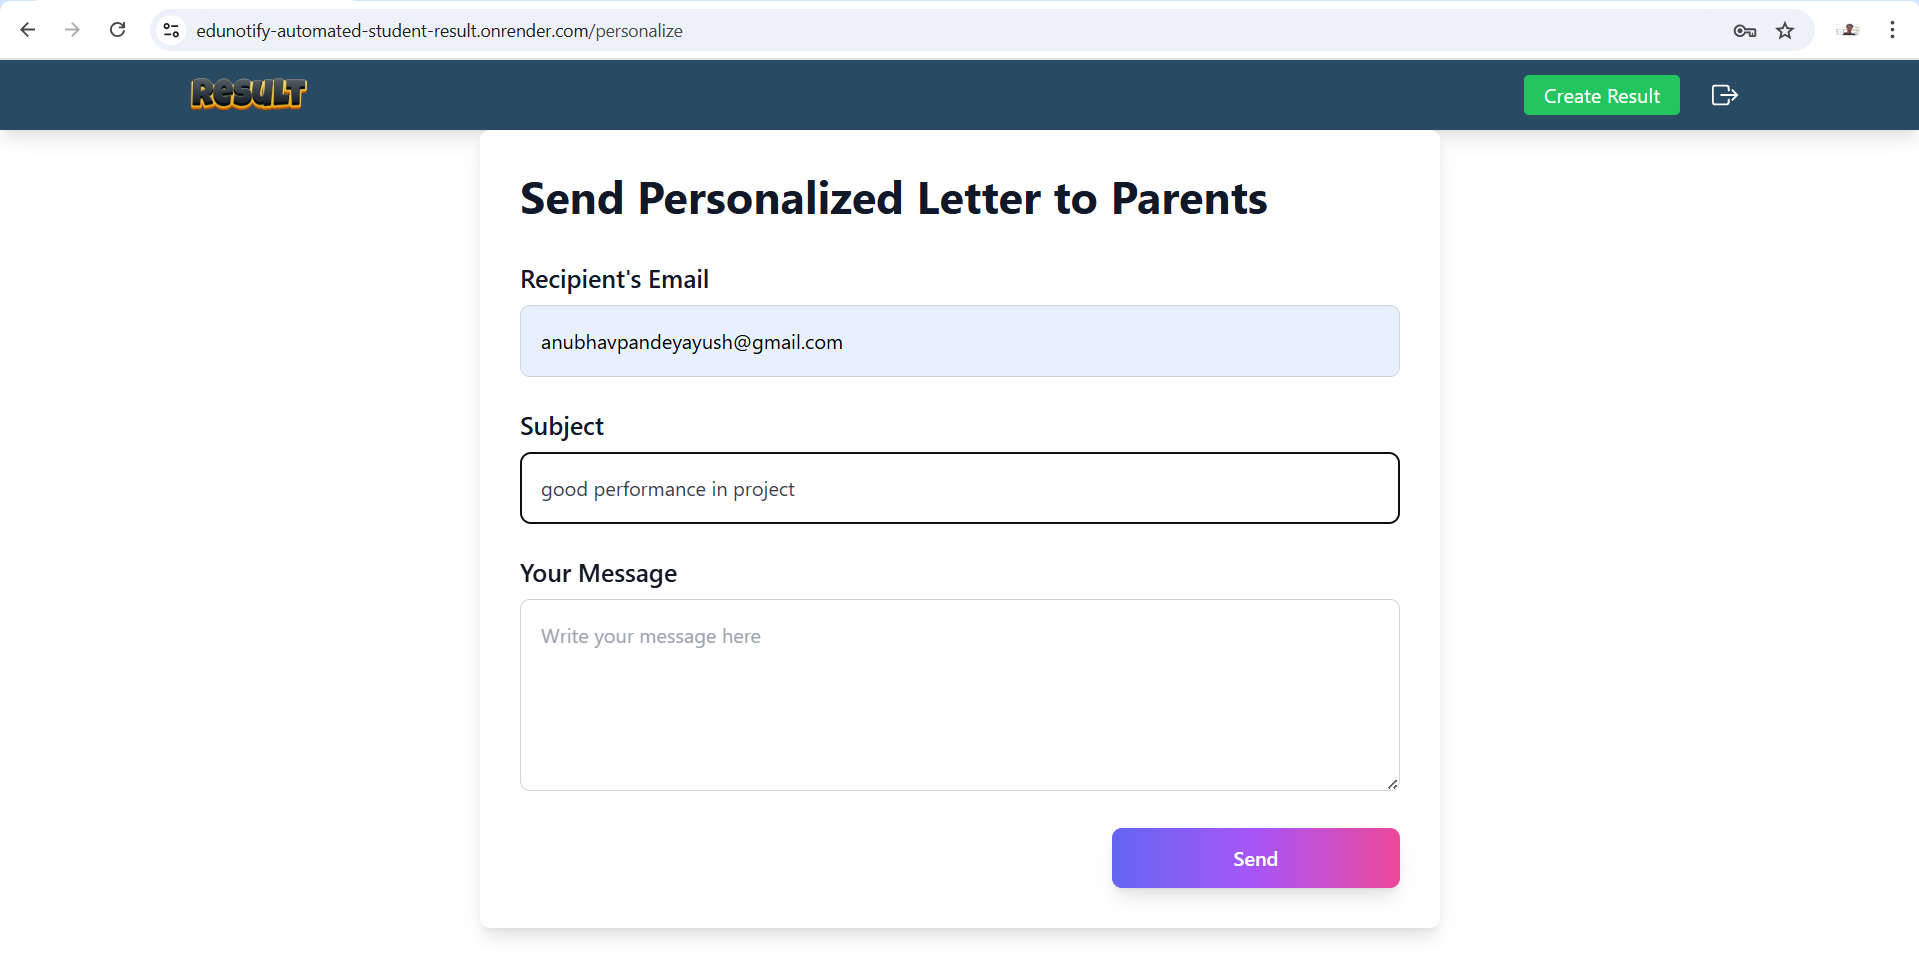 edunotify-automated-student-result.onrender.com/personalize
RESULT
Create Result
Send Personalized Letter to Parents
Recipient's Email
anubhavpandeyayush@gmail.com
Subject
good performance in project
Your Message
Write your message here
Send